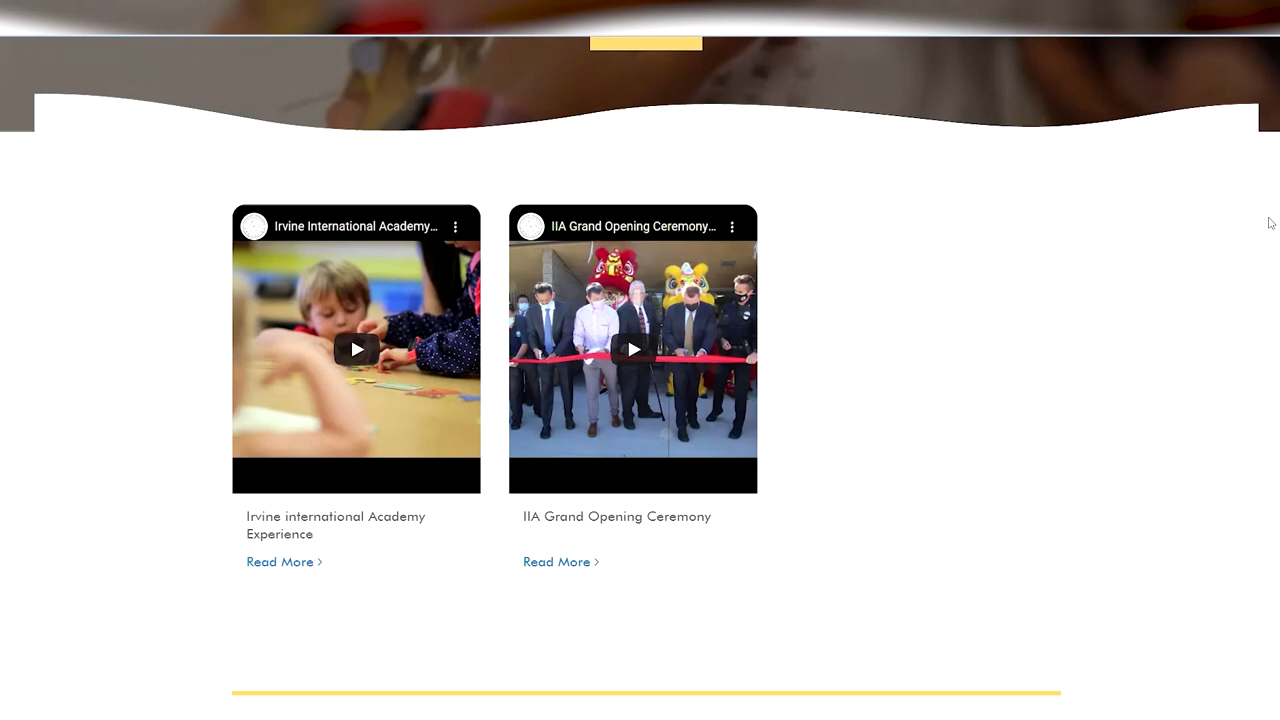 Irvine International Academy...
IIA Grand Opening Ceremony...
Irvine international Academy
Experience
Read More >
IIA Grand Opening Ceremony
Read More >